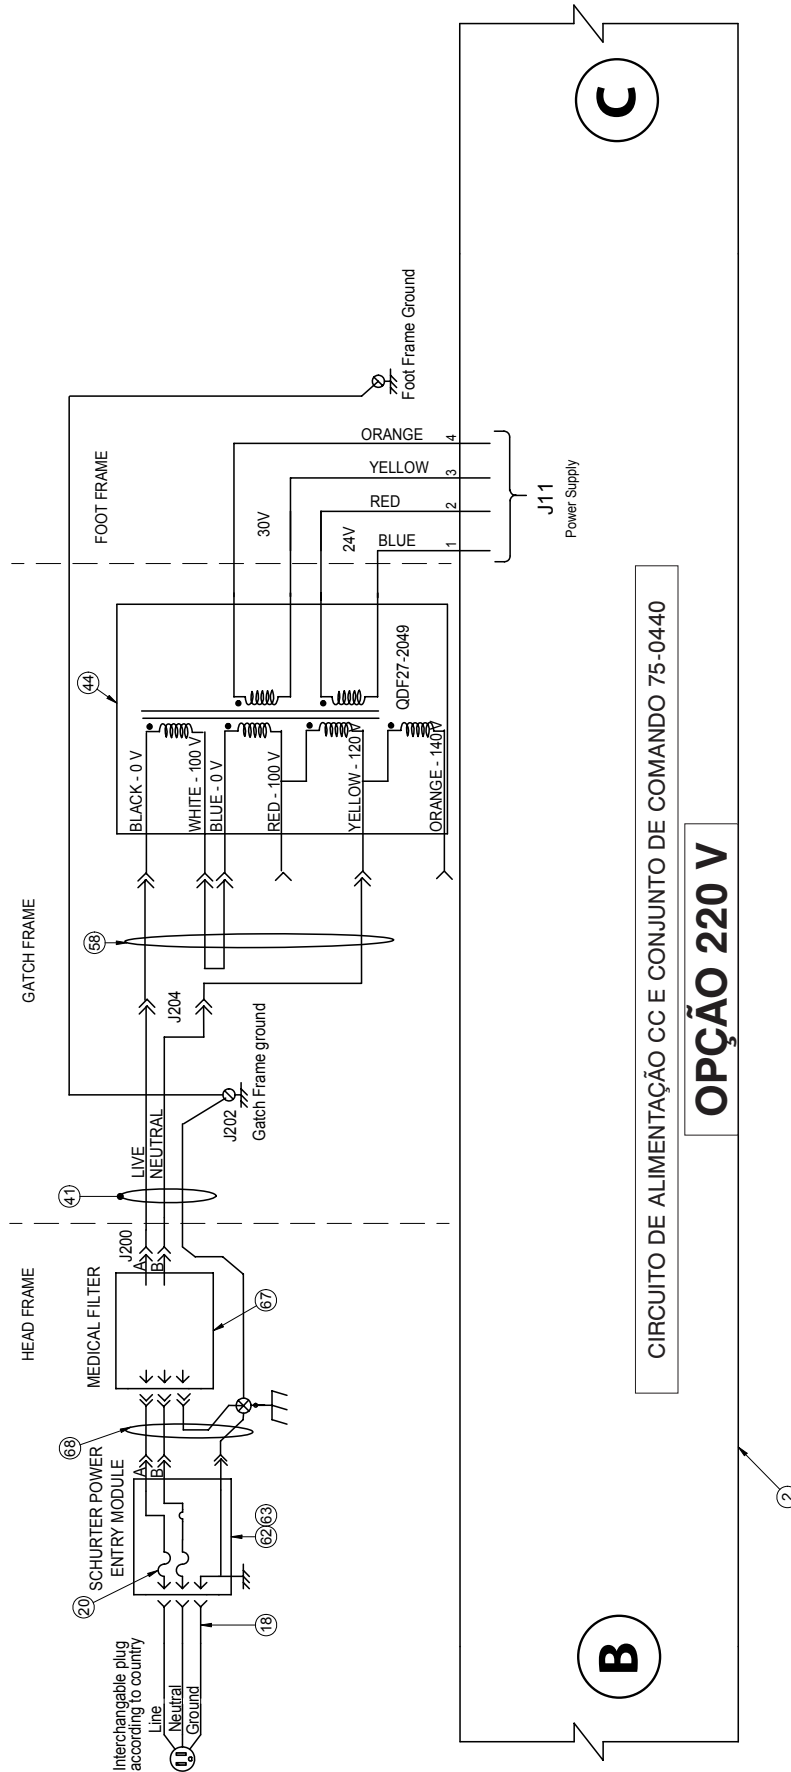 HEAD FRAME
GATCH FRAME
FOOT FRAME
Interchangable plug
according to country
Line
Neutral
Ground
18
20
SCHURTER POWER
ENTRY MODULE
62
63
A
B
68
MEDICAL FILTER
67
A
B
J200
41
LIVE
NEUTRAL
J202
Gatch Frame ground
J204
58
44
BLACK - 0 V
WHITE - 100 V
BLUE - 0 V
RED - 100 V
YELLOW - 120 V
ORANGE - 140 V
QDF27-2049
30V
24V
ORANGE
YELLOW
RED
BLUE
4
3
2
1
J11
Power Supply
Foot Frame Ground
B
C
CIRCUITO DE ALIMENTAÇÃO CC E CONJUNTO DE COMANDO 75-0440
OPÇÃO 220 V
2